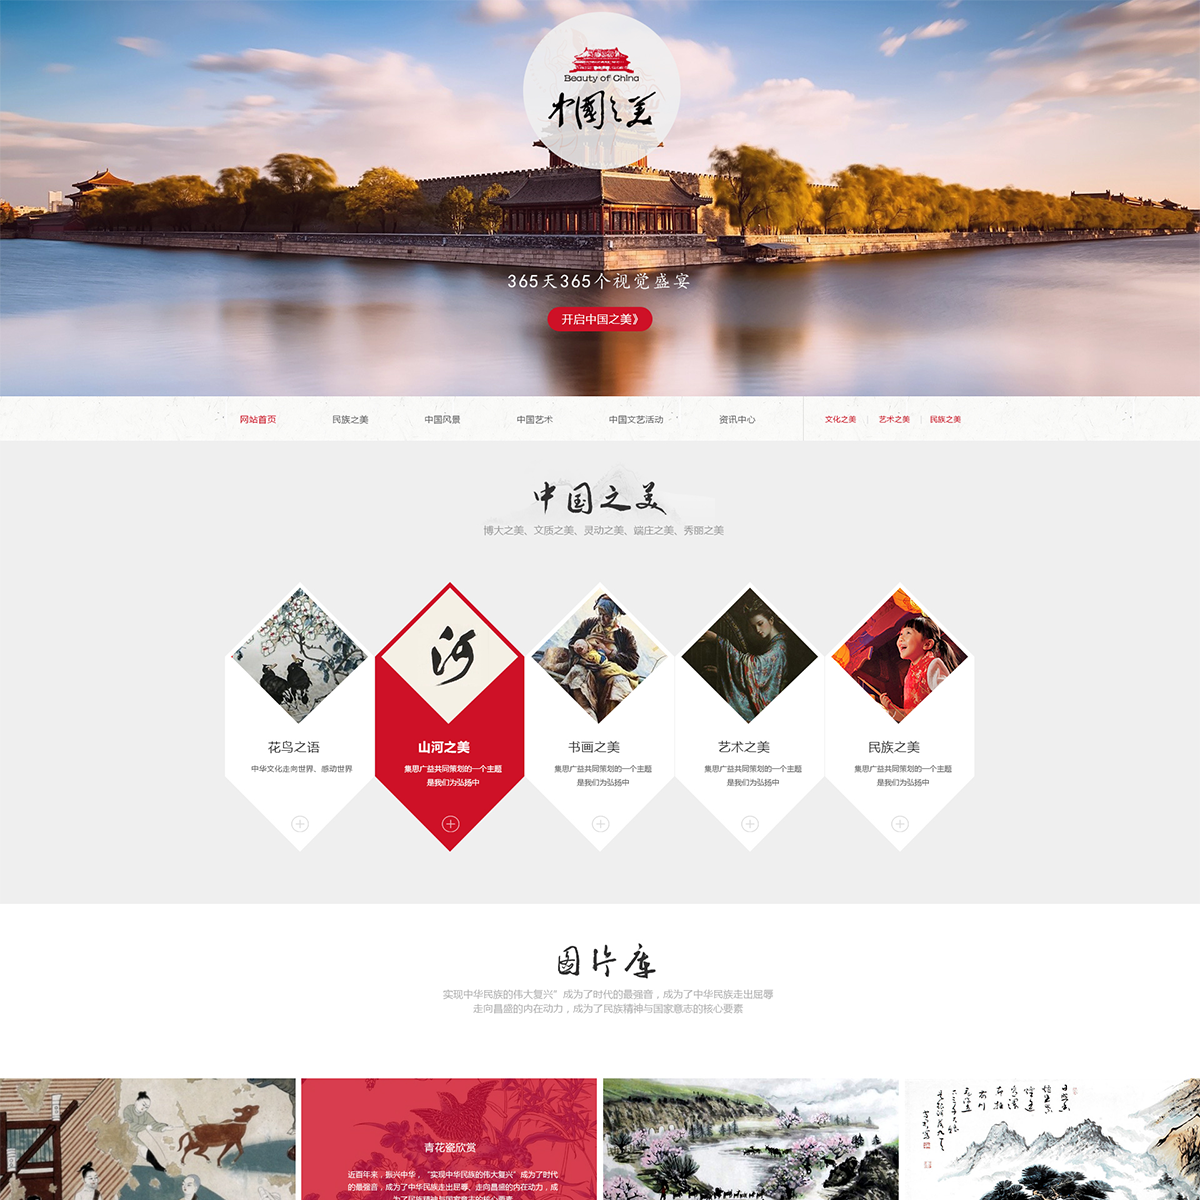 Beauty of China
中國之美
365天365个视觉盛宴
开启中国之美》
网站首页 民族之美 中国风景 中国艺术 中国文艺活动 资讯中心 文化之美 艺术之美 民族之美
中国之美
博大之美、文质之美、灵动之美、端庄之美、秀丽之美
河
花鸟之语 山河之美 书画之美 艺术之美 民族之美
中华文化走向世界、感动世界 集思广益共同策划的一个主题 集思广益共同策划的一个主题 集思广益共同策划的一个主题 集思广益共同策划的一个主题
是我们为弘扬中 是我们为弘扬中 是我们为弘扬中 是我们为弘扬中
图片库
实现中华民族的伟大复兴”成为了时代的最强音，成为了中华民族走出屈辱
走向昌盛的内在动力，成为了民族精神与国家意志的核心要素
青花瓷欣赏
近百年来，振兴中华，“实现中华民族的伟大复兴”成为了时代
的最强音，成为了中华民族走出屈辱、走向昌盛的内在动力，成
为了民族精神与国家意志的核心要素